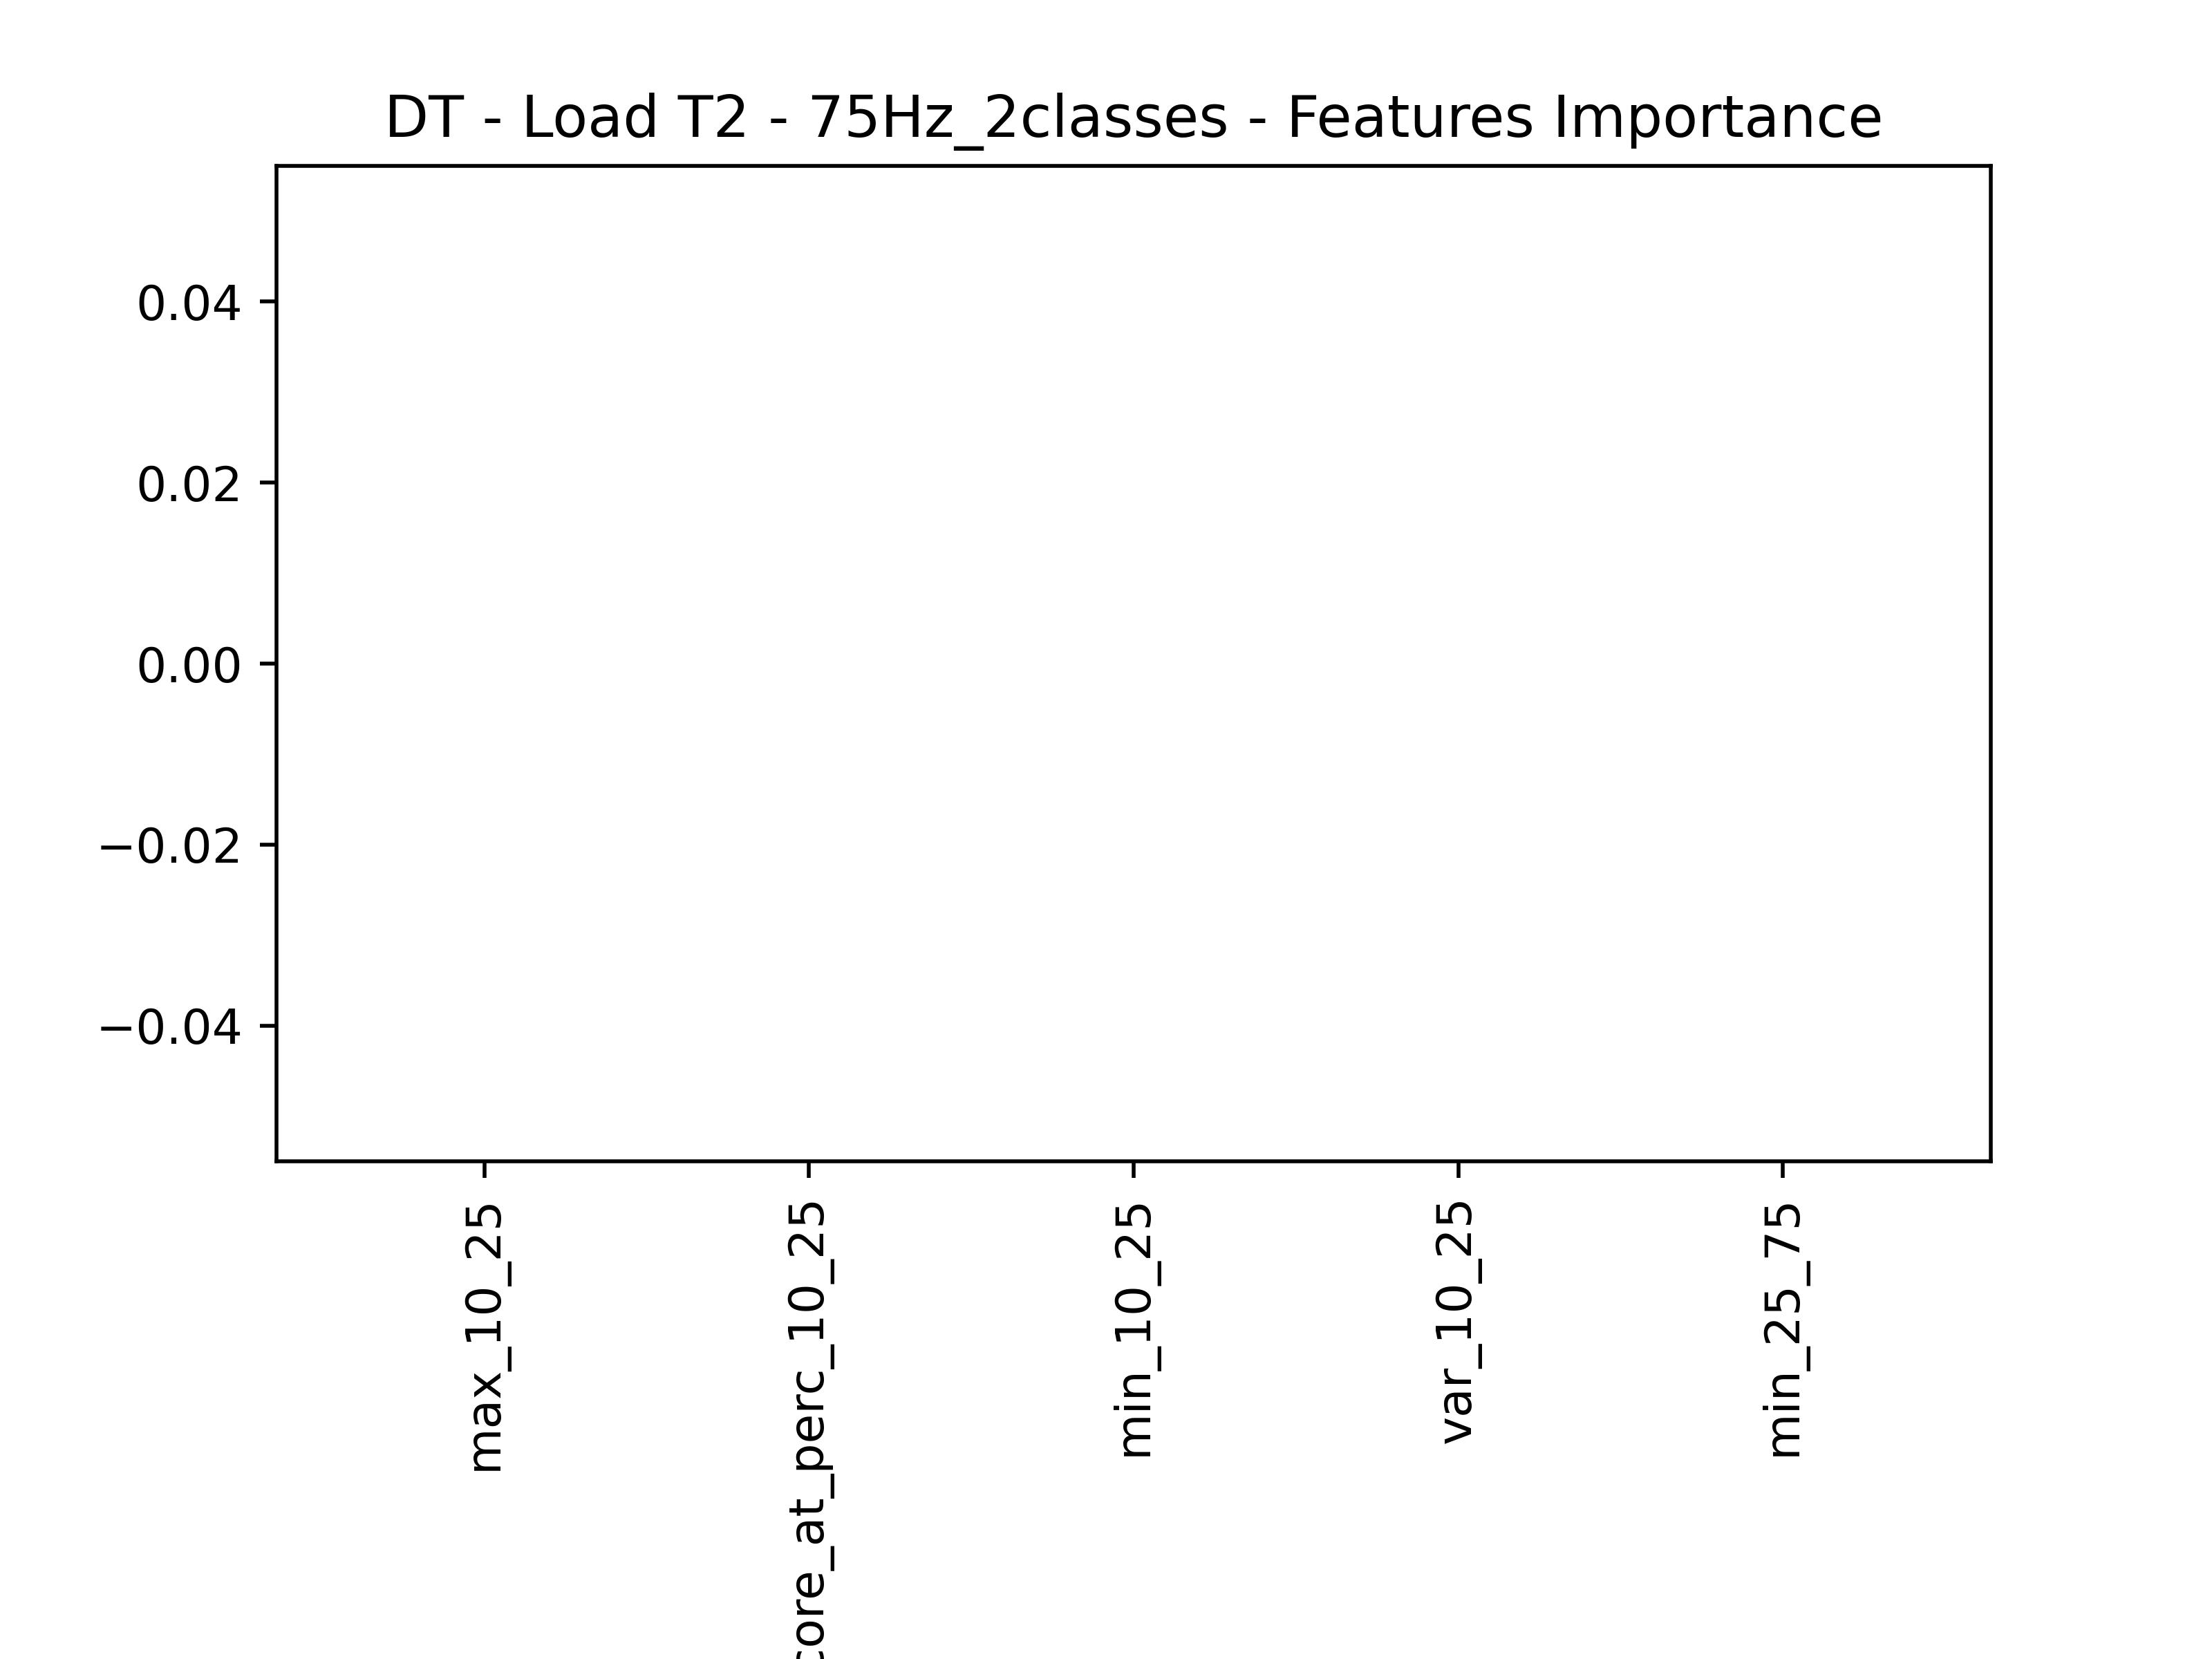 DT - Load T2 - 75Hz_2classes - Features Importance
0.04
0.02
0.00
−0.02
−0.04
max_10_25
core_at_perc_10_25
min_10_25
var_10_25
min_25_75